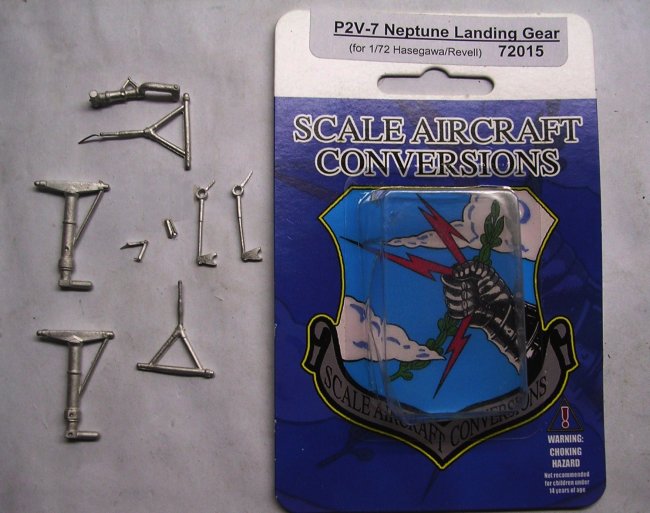 P2V-7 Neptune Landing Gear
(for 1/72 Hasegawa/Revell) 72015
SCALE AIRCRAFT
CONVERSIONS
SCALE AIRCRAFT CONVERSIONS
!
WARNING:
CHOKING
HAZARD
Not recommended
for children under
14 years of age